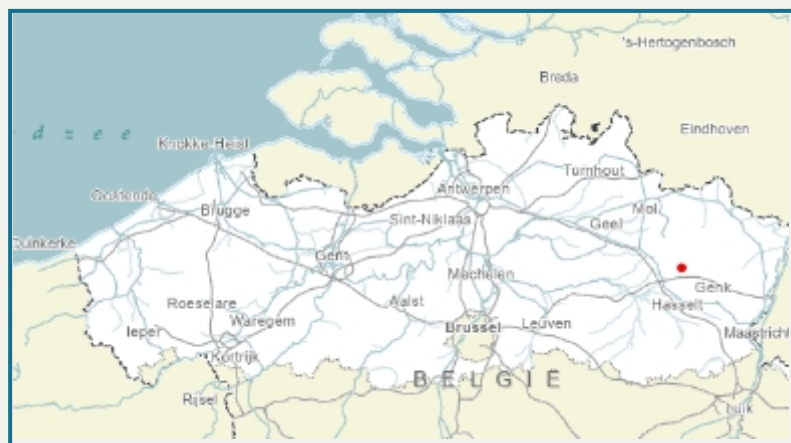 's-Hertogenbosch
Breda
d z e e
Eindhoven
Knokke-Heist
Turnhout
Antwerpen
Oostende
Mol
Brugge
Sint-Niklaas
Geel
Duinkerke
Gent
Mechelen
Genk
Aalst
Roeselare
Hasselt
Waregem
Brussel
Leuven
Ieper
Maastricht
Kortrijk
BELGIË
Rijsel
Luik